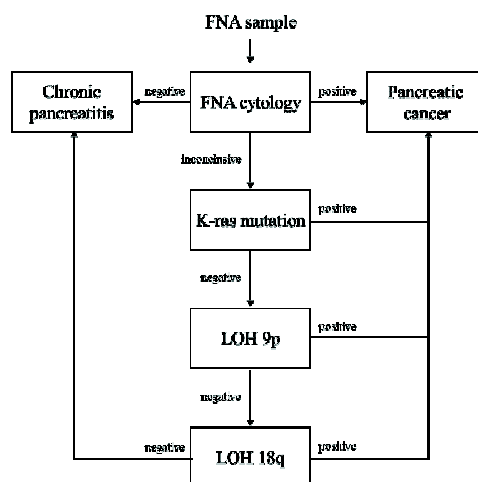 FNA sample
Chronic
pancreatitis
negative
FNA cytology
positive
Pancreatic
cancer
inconclusive
K-ras mutation
positive
negative
LOH 9p
positive
negative
negative
LOH 18q
positive